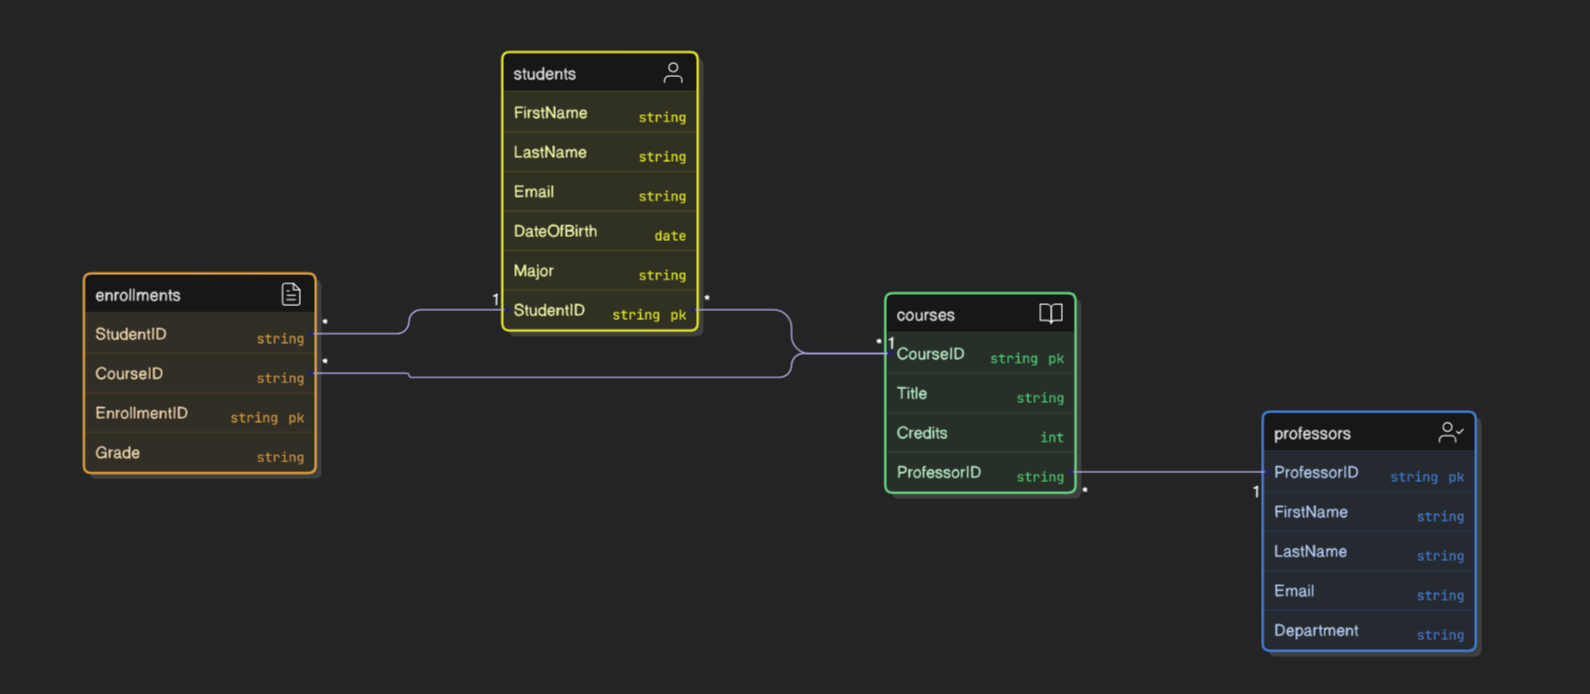 students
FirstName string
LastName string
Email string
DateOfBirth date
Major string
1 StudentID string pk *
enrollments
StudentID string *
CourseID string *
EnrollmentID string pk
Grade string
courses
* 1 CourseID string pk
Title string
Credits int
ProfessorID string *
professors
1 ProfessorID string pk
FirstName string
LastName string
Email string
Department string